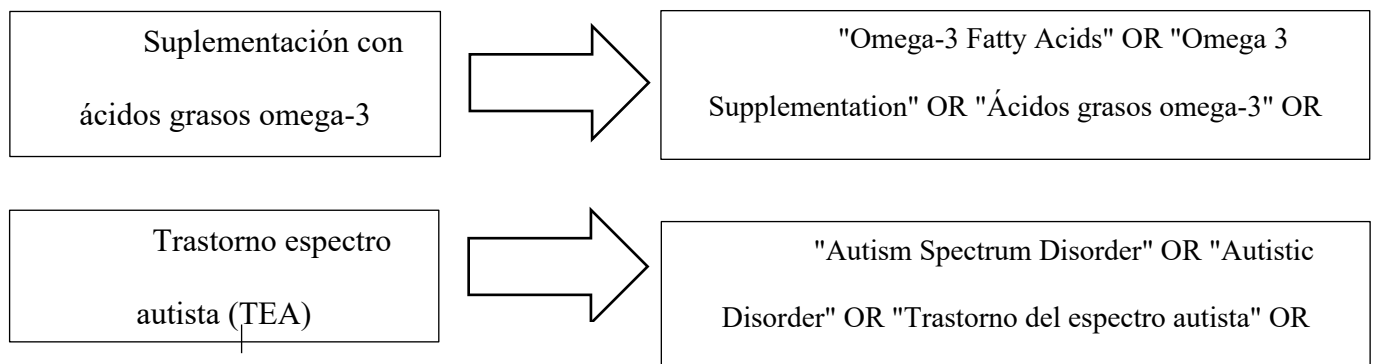 Suplementación con
ácidos grasos omega-3
"Omega-3 Fatty Acids" OR "Omega 3
Supplementation" OR "Ácidos grasos omega-3" OR
Trastorno espectro
autista (TEA)
"Autism Spectrum Disorder" OR "Autistic
Disorder" OR "Trastorno del espectro autista" OR